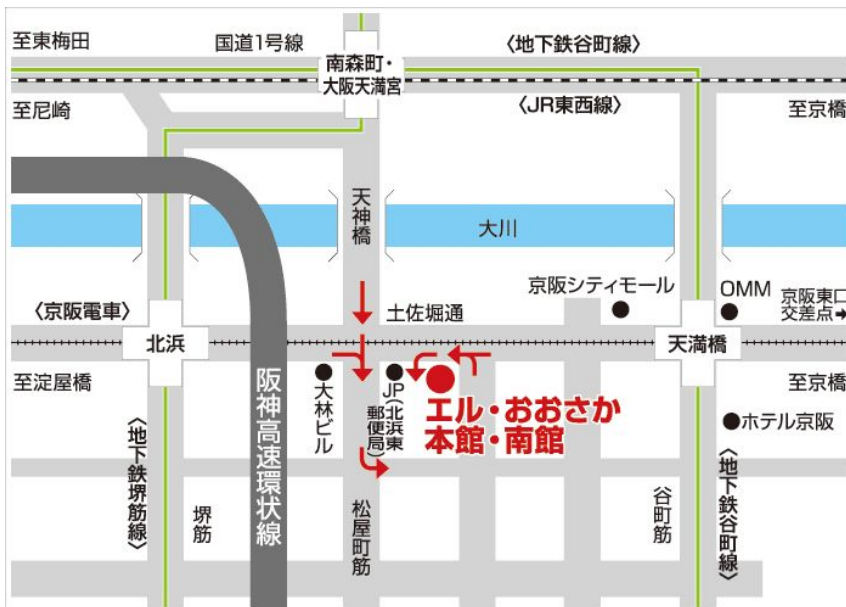 至東梅田
国道1号線
〈地下鉄谷町線〉
南森町・
大阪天満宮
至尼崎
〈JR東西線〉
至京橋
天神橋
大川
京阪シティモール
OMM
京阪東口
交差点➡
〈京阪電車〉
土佐堀通
北浜
天満橋
至淀屋橋
至京橋
阪神高速環状線
大林ビル
JP(北浜東
郵便局)
エル・おおさか
本館・南館
ホテル京阪
〈地下鉄堺筋線〉
堺筋
松屋町筋
谷町筋
〈地下鉄谷町線〉